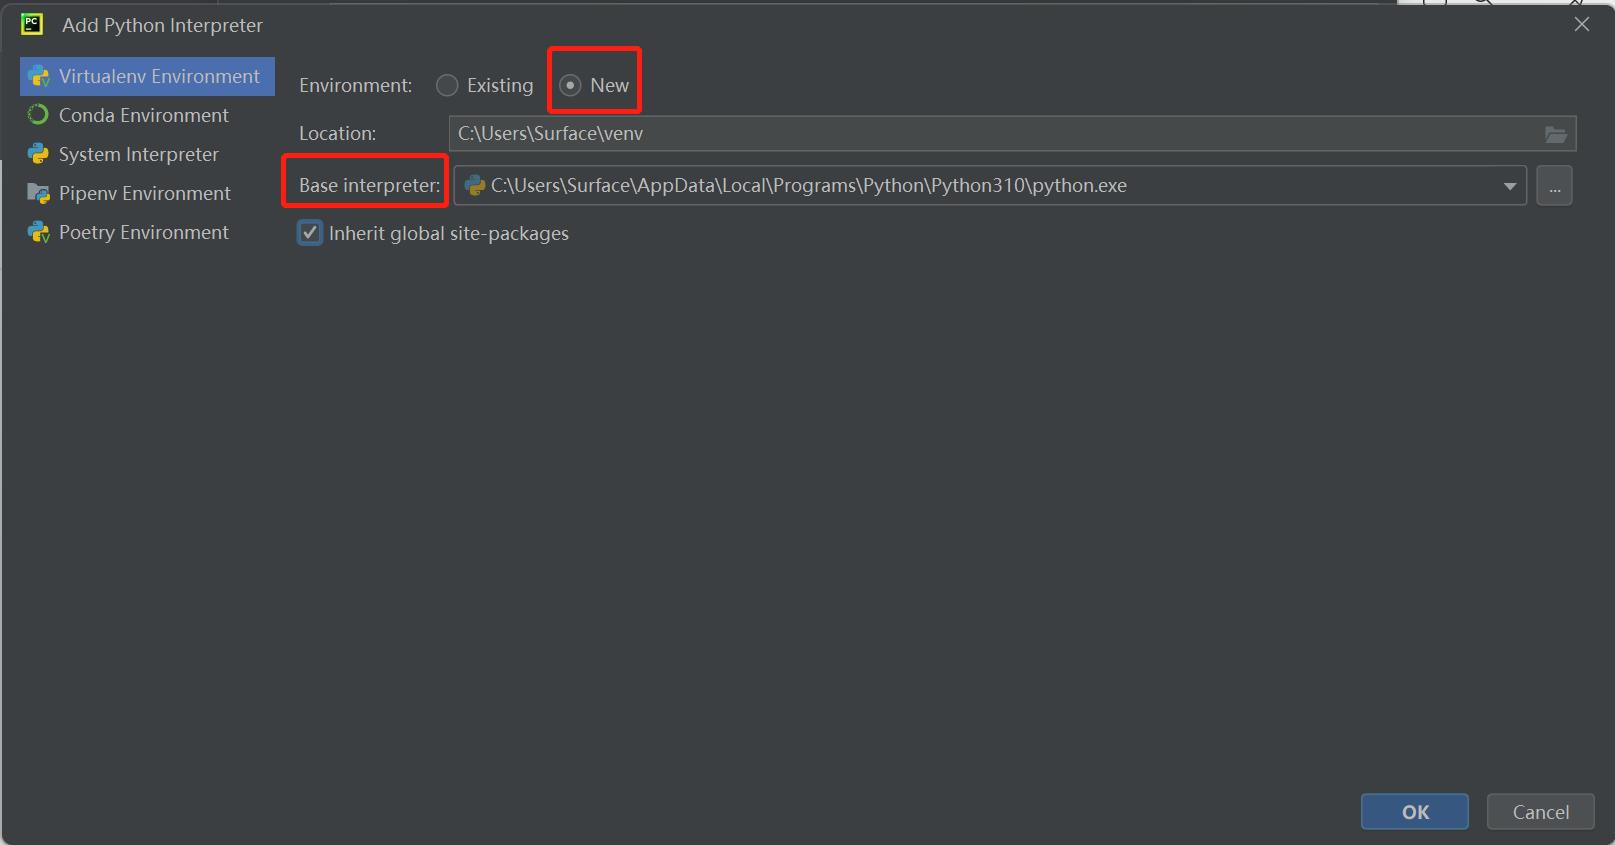 PC
Add Python Interpreter
Virtualenv Environment
Conda Environment
System Interpreter
Pipenv Environment
Poetry Environment
Environment: Existing New
Location: C:\Users\Surface\venv
Base interpreter: C:\Users\Surface\AppData\Local\Programs\Python\Python310\python.exe ...
Inherit global site-packages
OK Cancel